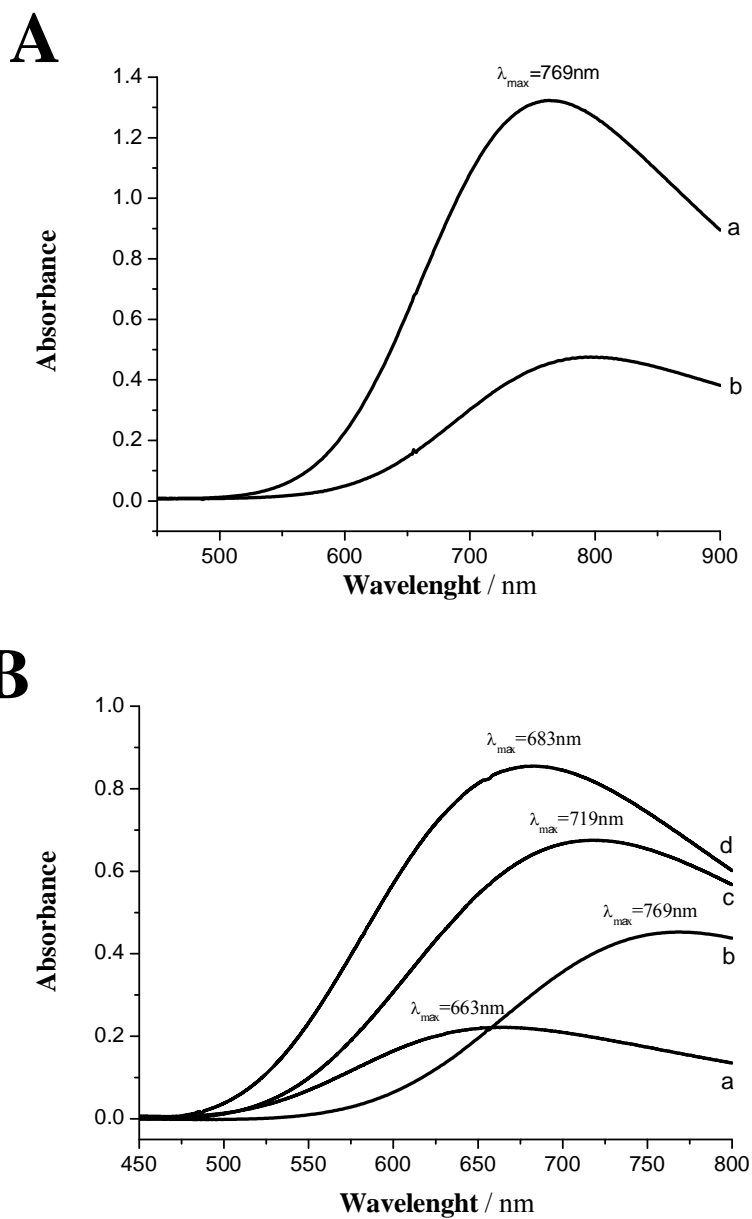 A
λmax=769nm
1.4
1.2
1.0
0.8
0.6
0.4
0.2
0.0
Absorbance
a
b
500 600 700 800 900
Wavelenght / nm
B
λmax=683nm
λmax=719nm
λmax=769nm
λmax=663nm
1.0
0.8
0.6
0.4
0.2
0.0
Absorbance
d
c
b
a
450 500 550 600 650 700 750 800
Wavelenght / nm